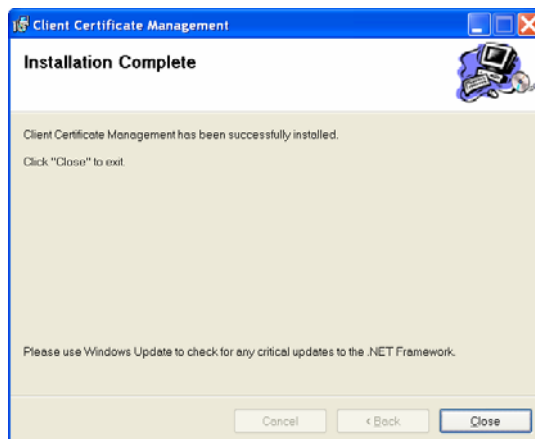 Client Certificate Management
Installation Complete
Client Certificate Management has been successfully installed.
Click "Close" to exit.
Please use Windows Update to check for any critical updates to the .NET Framework.
Cancel
< Back
Close